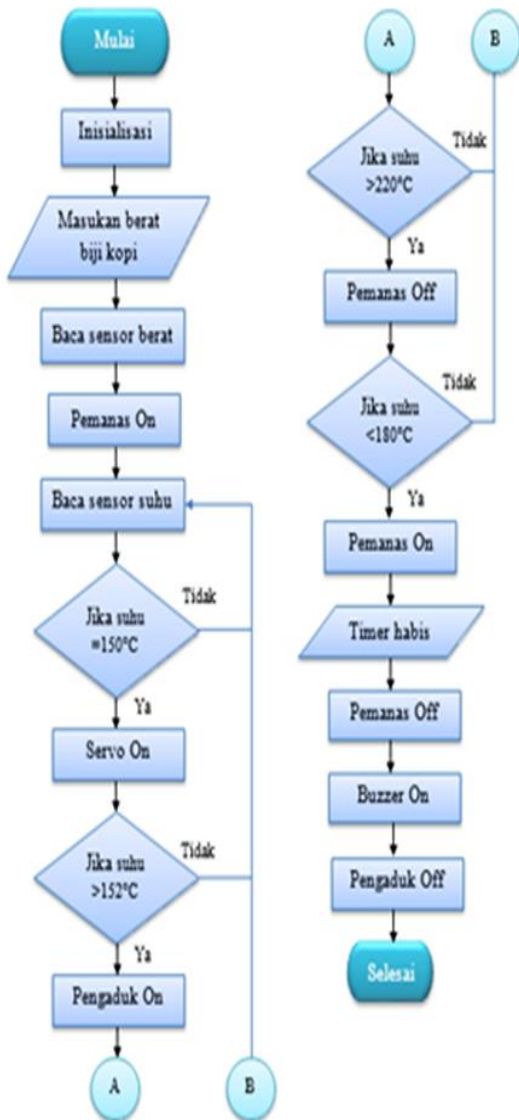 Mulai
Inisialisasi
Masukan berat
biji kopi
Baca sensor berat
Pemanas On
Baca sensor suhu
Jika suhu
=150°C
Tidak
Ya
Servo On
Jika suhu
>152°C
Tidak
Ya
Pengaduk On
A
B
A
B
Jika suhu
>220°C
Tidak
Ya
Pemanas Off
Jika suhu
<180°C
Tidak
Ya
Pemanas On
Timer habis
Pemanas Off
Buzzer On
Pengaduk Off
Selesai